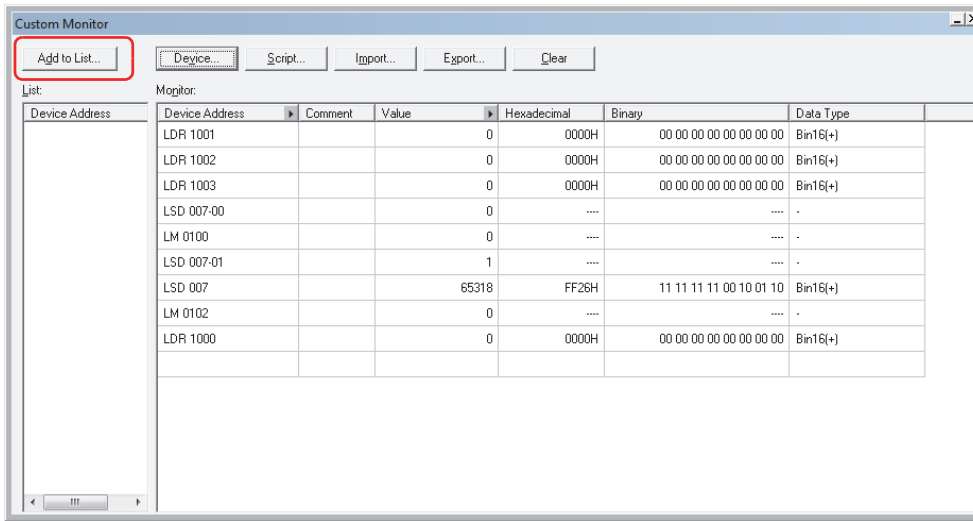 Custom Monitor
Add to List... Device... Script... Import... Export... Clear
List: Monitor:
Device Address Device Address Comment Value Hexadecimal Binary Data Type
LDR 1001 0 0000H 00 00 00 00 00 00 00 00 Bin16(+)
LDR 1002 0 0000H 00 00 00 00 00 00 00 00 Bin16(+)
LDR 1003 0 0000H 00 00 00 00 00 00 00 00 Bin16(+)
LSD 007-00 0 ---- ---- -
LM 0100 0 ---- ---- -
LSD 007-01 1 ---- ---- -
LSD 007 65318 FF26H 11 11 11 11 00 10 01 10 Bin16(+)
LM 0102 0 ---- ---- -
LDR 1000 0 0000H 00 00 00 00 00 00 00 00 Bin16(+)